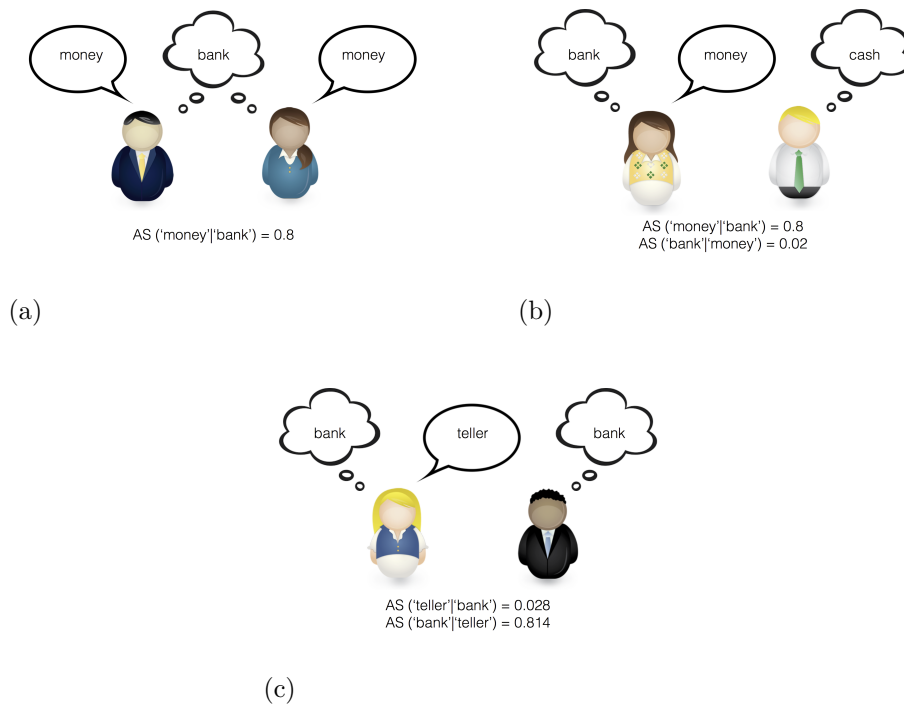 money
bank
money
AS (‘money’|‘bank’) = 0.8
(a)
bank
money
cash
AS (‘money’|‘bank’) = 0.8
AS (‘bank’|‘money’) = 0.02
(b)
bank
teller
bank
AS (‘teller’|‘bank’) = 0.028
AS (‘bank’|‘teller’) = 0.814
(c)